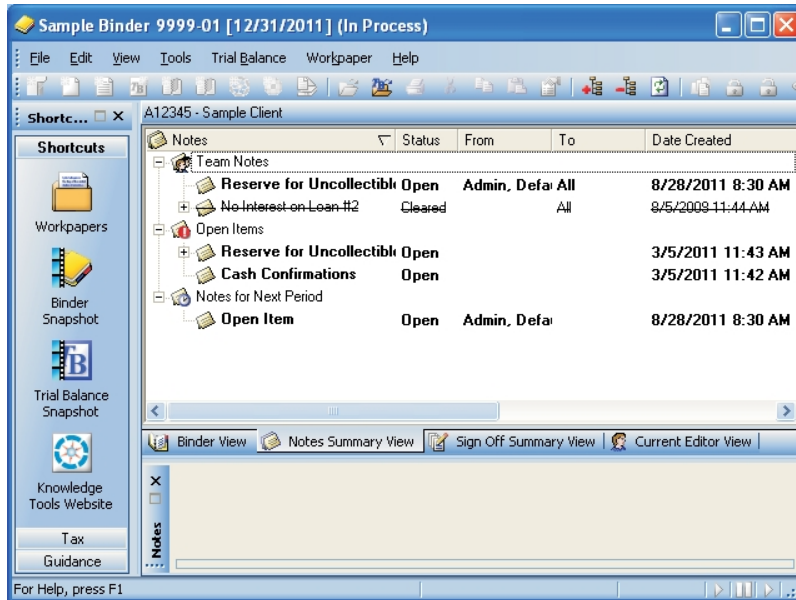 Sample Binder 9999-01 [12/31/2011] (In Process)
File Edit View Tools Trial Balance Workpaper Help
Shortc...
A12345 - Sample Client
Shortcuts
Workpapers
Binder
Snapshot
Trial Balance
Snapshot
Knowledge
Tools Website
Tax
Guidance
Notes Status From To Date Created
Team Notes
Reserve for Uncollectibl Open Admin, Defa All 8/28/2011 8:30 AM
No Interest on Loan #2 Cleared All 8/5/2009 11:44 AM
Open Items
Reserve for Uncollectibl Open 3/5/2011 11:43 AM
Cash Confirmations Open 3/5/2011 11:42 AM
Notes for Next Period
Open Item Open Admin, Defa 8/28/2011 8:30 AM
Binder View Notes Summary View Sign Off Summary View Current Editor View
Notes
For Help, press F1